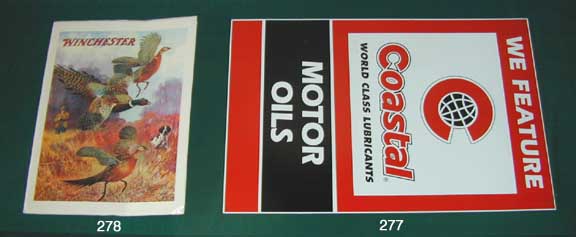 WINCHESTER
WE FEATURE
Coastal®
WORLD CLASS LUBRICANTS
MOTOR
OILS
278
277